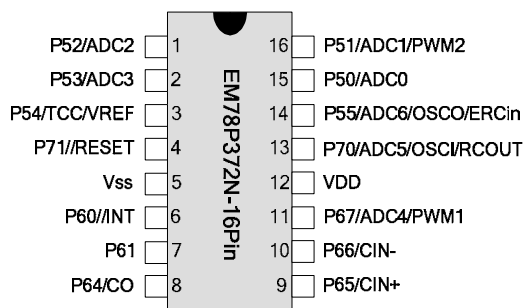 P52/ADC2 1 16 P51/ADC1/PWM2
P53/ADC3 2 15 P50/ADC0
P54/TCC/VREF 3 14 P55/ADC6/OSCO/ERCin
P71//RESET 4 13 P70/ADC5/OSCI/RCOUT
Vss 5 12 VDD
P60//INT 6 11 P67/ADC4/PWM1
P61 7 10 P66/CIN-
P64/CO 8 9 P65/CIN+
EM78P372N-16Pin